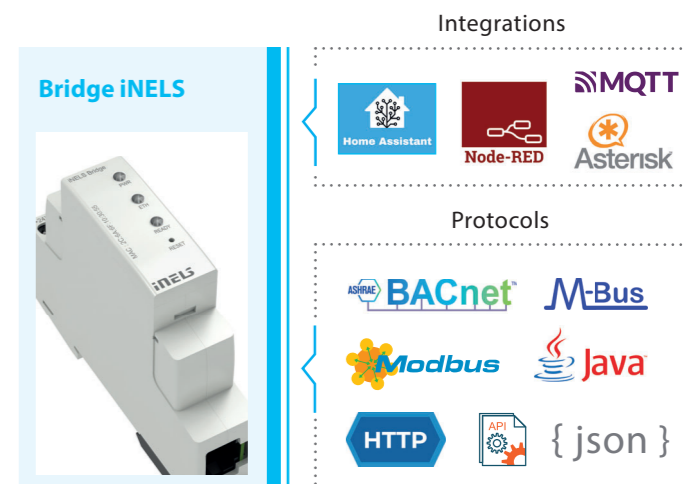 Integrations
Bridge iNELS
Home Assistant
Node-RED
MQTT
Asterisk
iNELS Bridge
PWR
ETH
READY
RESET
iNELS
Protocols
ASHRAE BACnet™
M-Bus
Modbus
Java
HTTP
API
{ json }